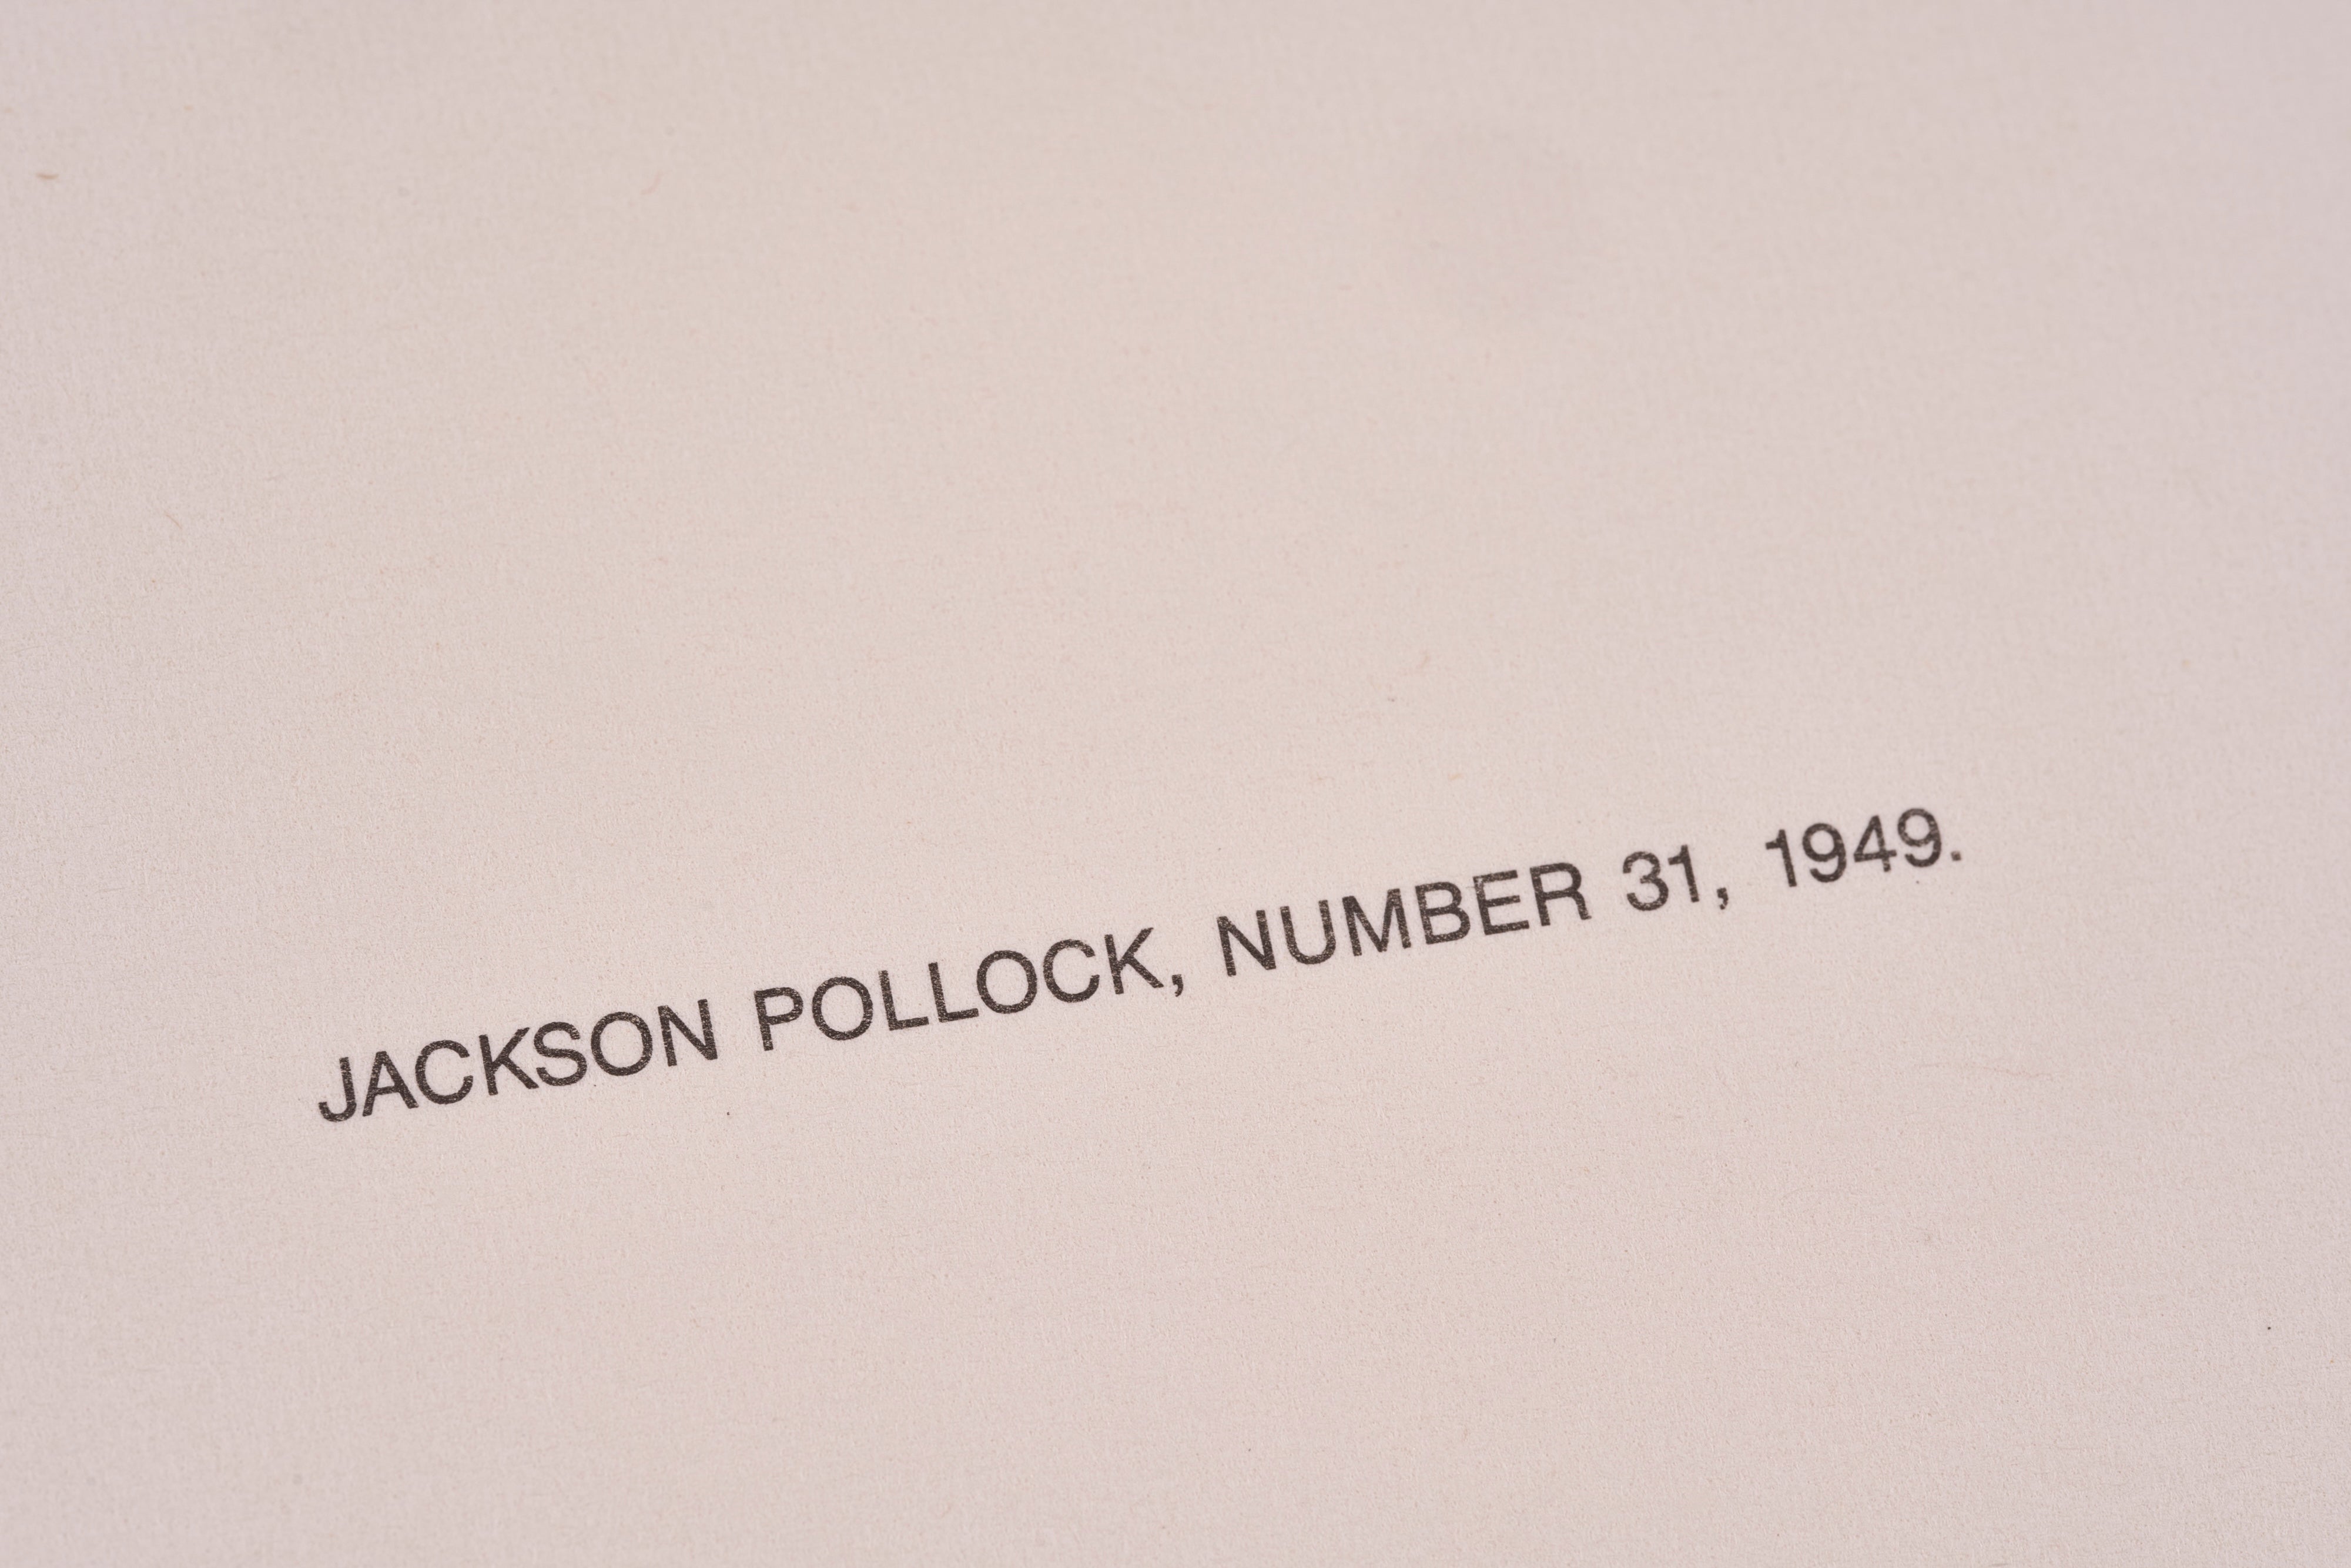 JACKSON POLLOCK, NUMBER 31, 1949.